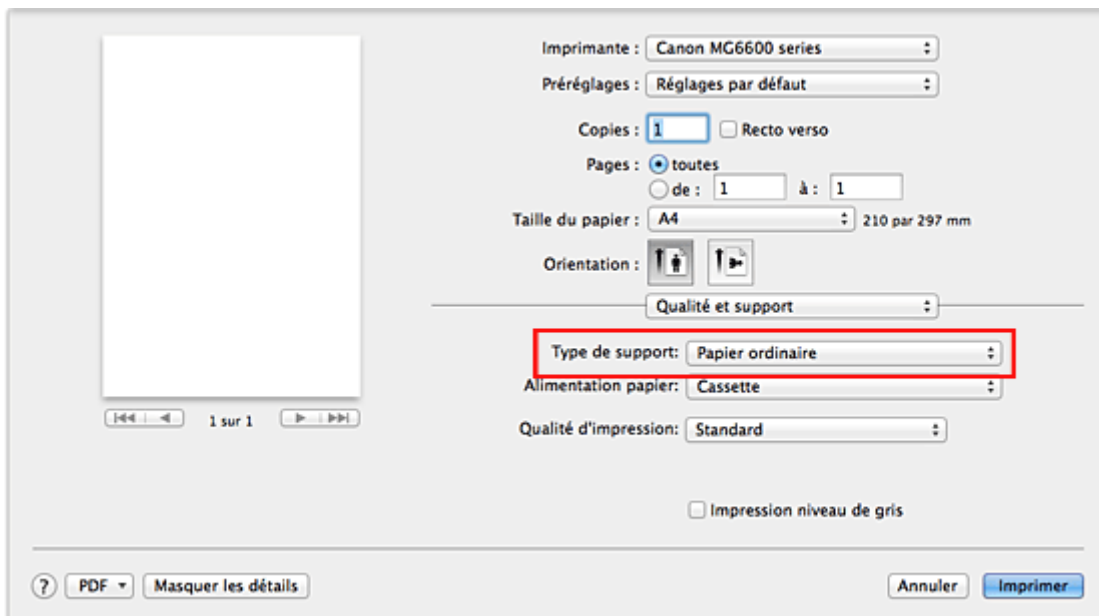 Imprimante : Canon MG6600 series
Préréglages : Réglages par défaut
Copies : 1 Recto verso
Pages : toutes
de : 1 à : 1
Taille du papier : A4 210 par 297 mm
Orientation :
Qualité et support
Type de support: Papier ordinaire
Alimentation papier: Cassette
1 sur 1
Qualité d'impression: Standard
Impression niveau de gris
? PDF Masquer les détails Annuler Imprimer